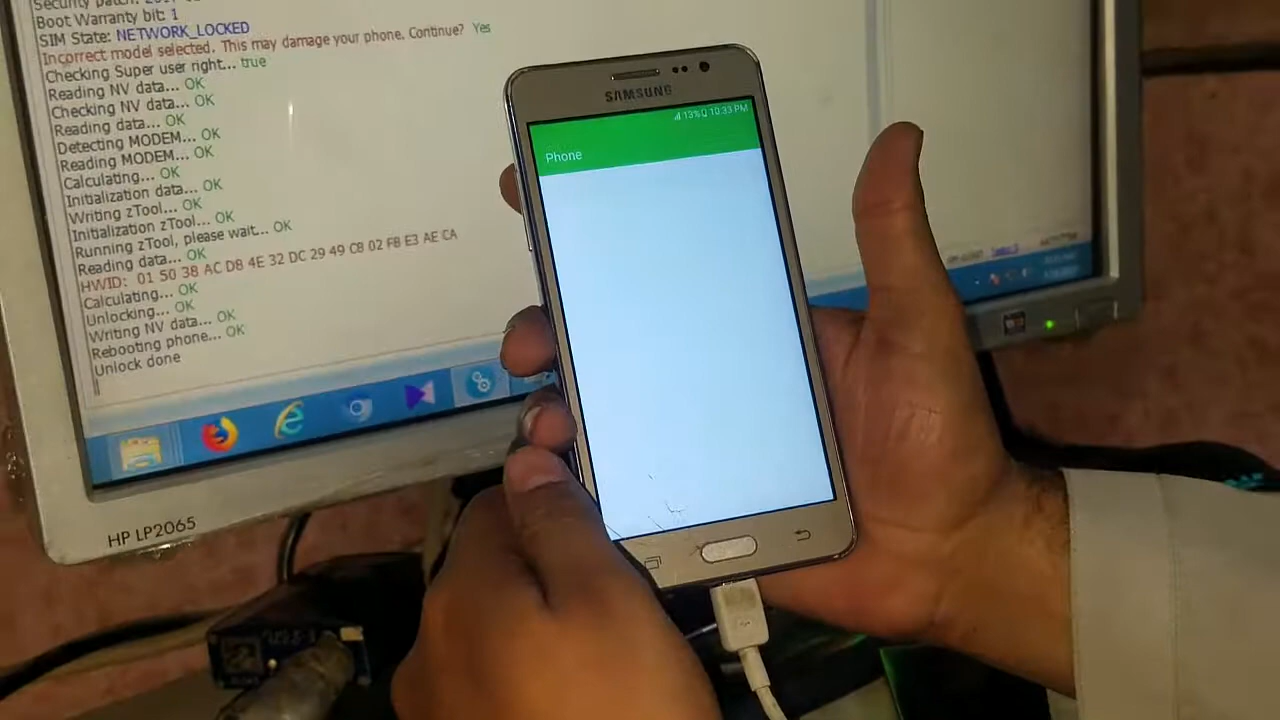 Security patch:
Boot Warranty bit: 1
SIM State: NETWORK_LOCKED
Incorrect model selected. This may damage your phone. Continue? Yes
Checking Super user right... true
Reading NV data... OK
Checking NV data... OK
Reading data... OK
Detecting MODEM... OK
Reading MODEM... OK
Calculating... OK
Initialization data... OK
Writing zTool... OK
Initialization zTool... OK
Running zTool, please wait... OK
Reading data... OK
HWID: 01 50 38 AC D8 4E 32 DC 29 49 C8 02 FB E3 AE CA
Calculating... OK
Unlocking... OK
Writing NV data... OK
Rebooting phone... OK
Unlock done
HP LP2065
SAMSUNG
13% 10:33 PM
Phone